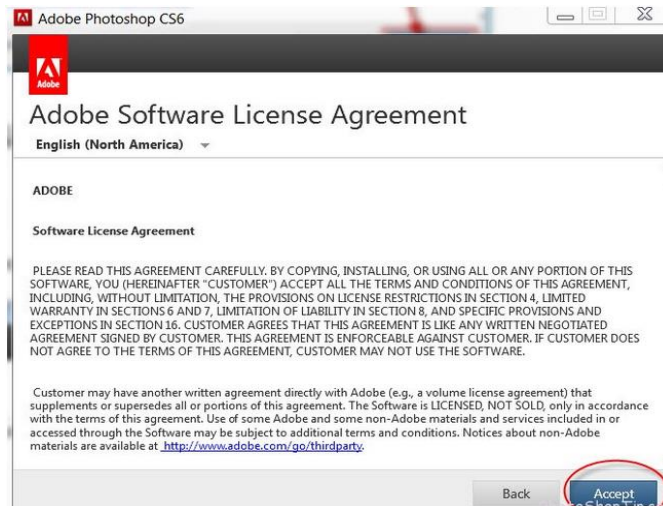 Adobe Photoshop CS6
Adobe
Adobe Software License Agreement
English (North America)
ADOBE
Software License Agreement
PLEASE READ THIS AGREEMENT CAREFULLY. BY COPYING, INSTALLING, OR USING ALL OR ANY PORTION OF THIS
SOFTWARE, YOU (HEREINAFTER "CUSTOMER") ACCEPT ALL THE TERMS AND CONDITIONS OF THIS AGREEMENT,
INCLUDING, WITHOUT LIMITATION, THE PROVISIONS ON LICENSE RESTRICTIONS IN SECTION 4, LIMITED
WARRANTY IN SECTIONS 6 AND 7, LIMITATION OF LIABILITY IN SECTION 8, AND SPECIFIC PROVISIONS AND
EXCEPTIONS IN SECTION 16. CUSTOMER AGREES THAT THIS AGREEMENT IS LIKE ANY WRITTEN NEGOTIATED
AGREEMENT SIGNED BY CUSTOMER. THIS AGREEMENT IS ENFORCEABLE AGAINST CUSTOMER. IF CUSTOMER DOES
NOT AGREE TO THE TERMS OF THIS AGREEMENT, CUSTOMER MAY NOT USE THE SOFTWARE.
Customer may have another written agreement directly with Adobe (e.g., a volume license agreement) that
supplements or supersedes all or portions of this agreement. The Software is LICENSED, NOT SOLD, only in accordance
with the terms of this agreement. Use of some Adobe and some non-Adobe materials and services included in or
accessed through the Software may be subject to additional terms and conditions. Notices about non-Adobe
materials are available at http://www.adobe.com/go/thirdparty.
Back Accept